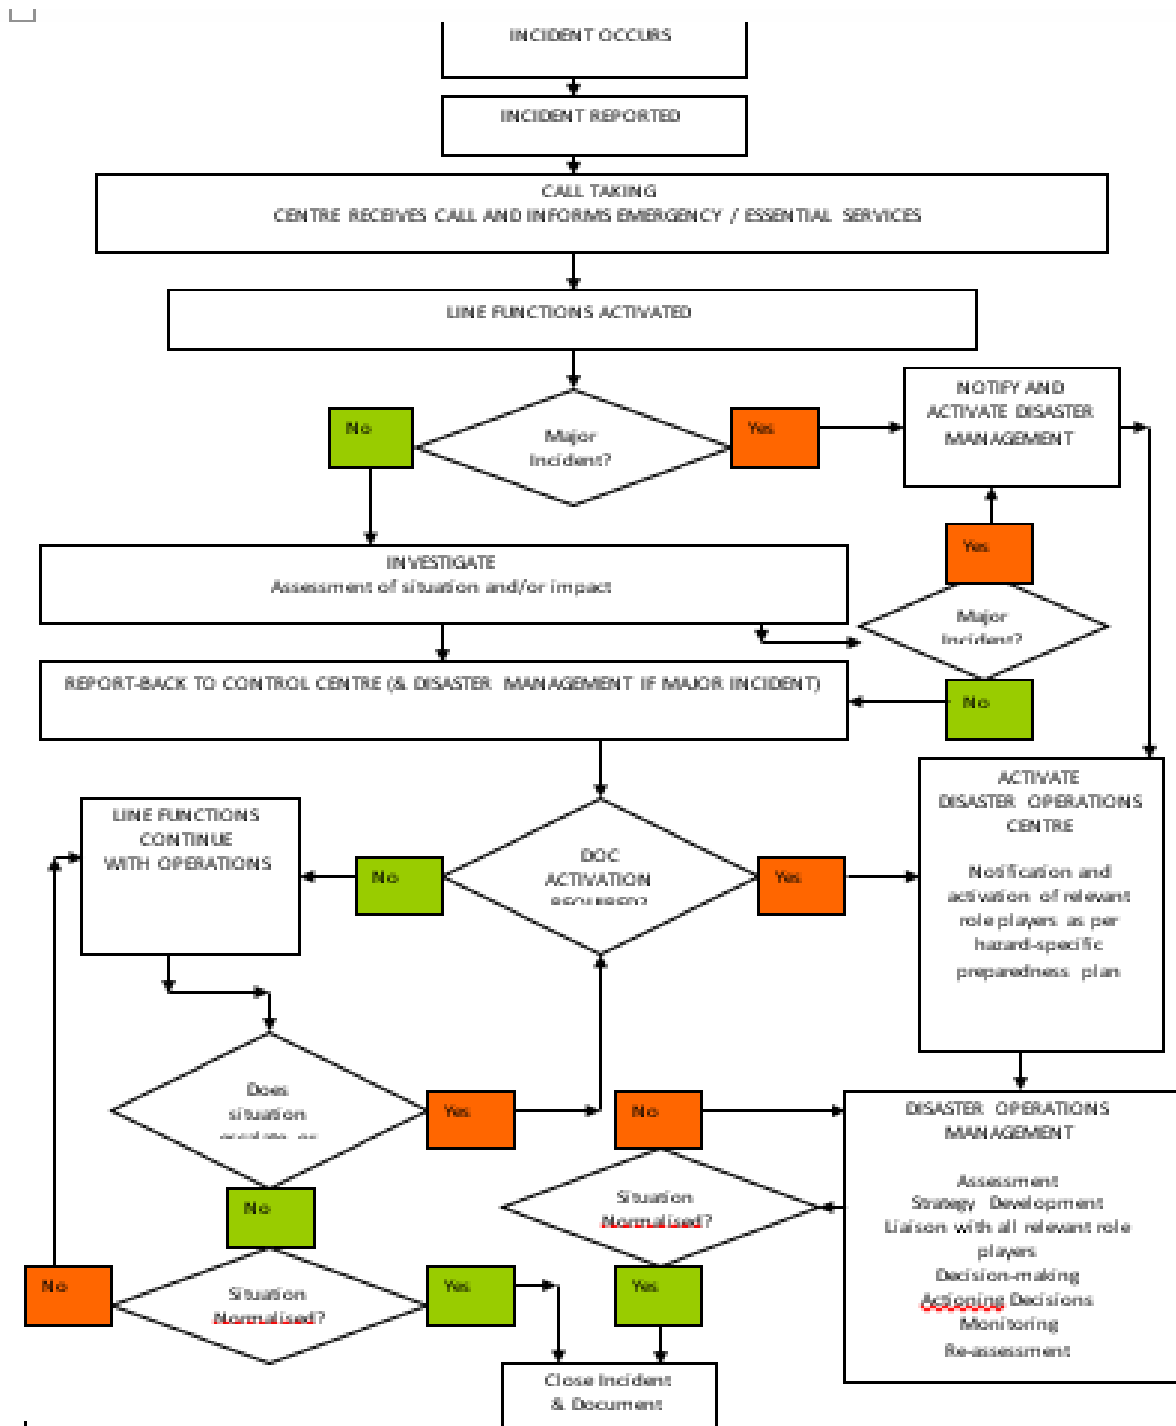 INCIDENT OCCURS
INCIDENT REPORTED
CALL TAKING
CENTRE RECEIVES CALL AND INFORMS EMERGENCY / ESSENTIAL SERVICES
LINE FUNCTIONS ACTIVATED
No
Major
Incident?
Yes
NOTIFY AND
ACTIVATE DISASTER
MANAGEMENT
Yes
Major
Incident?
No
INVESTIGATE
Assessment of situation and/or impact
REPORT-BACK TO CONTROL CENTRE (& DISASTER MANAGEMENT IF MAJOR INCIDENT)
LINE FUNCTIONS
CONTINUE
WITH OPERATIONS
No
DOC
ACTIVATION
REQUIRED?
Yes
ACTIVATE
DISASTER OPERATIONS
CENTRE
Notification and
activation of relevant
role players as per
hazard-specific
preparedness plan
Does
situation
Yes
No
No
Situation
Normalised?
Yes
No
Situation
Normalised?
Yes
DISASTER OPERATIONS
MANAGEMENT
Assessment
Strategy Development
Liaison with all relevant role
players
Decision-making
Actioning Decisions
Monitoring
Re-assessment
Close Incident
& Document